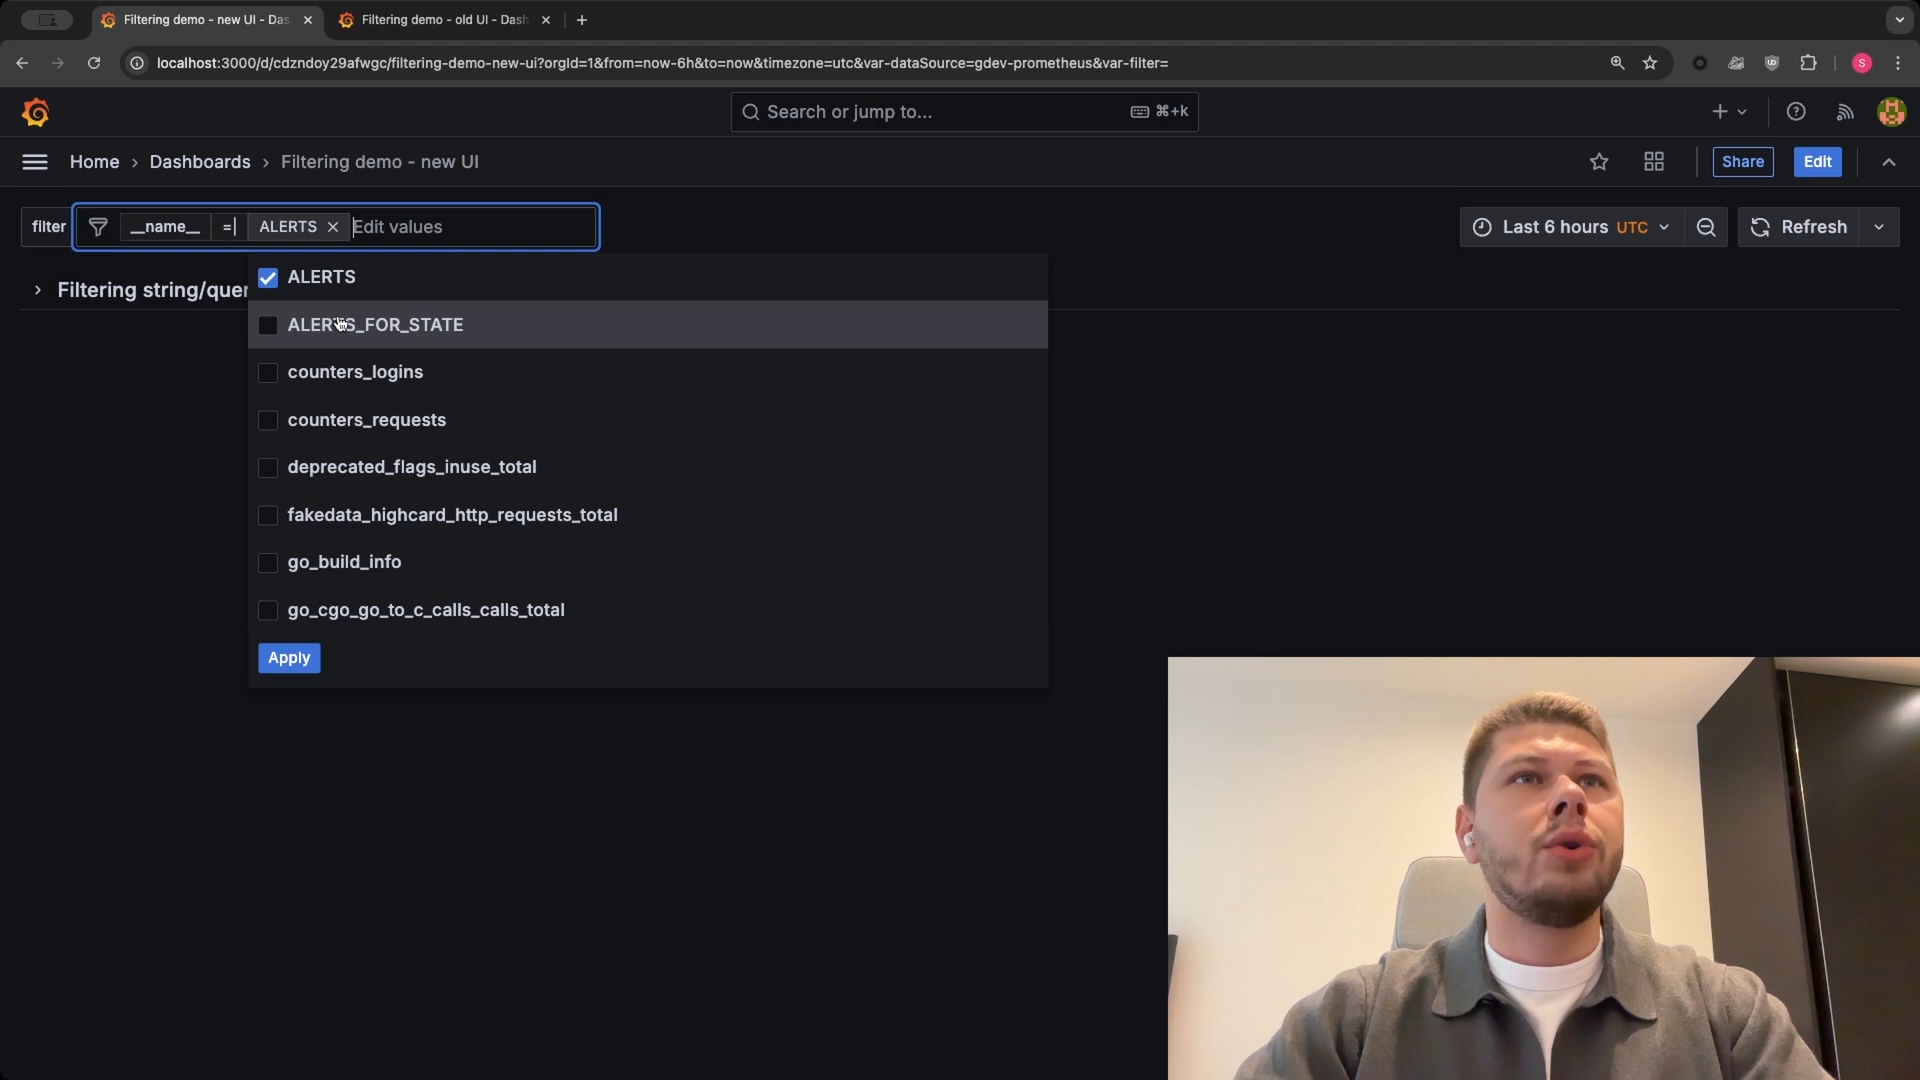 Filtering demo - new UI - Das
Filtering demo - old UI - Dash
localhost:3000/d/cdzndoy29afwgc/filtering-demo-new-ui?orgId=1&from=now-6h&to=now&timezone=utc&var-dataSource=gdev-prometheus&var-filter=
S
Search or jump to...
⌘+k
Home › Dashboards › Filtering demo - new UI
Share
Edit
filter
__name__
=|
ALERTS
Edit values
Last 6 hours UTC
Refresh
Filtering string/quer
ALERTS
ALERTS_FOR_STATE
counters_logins
counters_requests
deprecated_flags_inuse_total
fakedata_highcard_http_requests_total
go_build_info
go_cgo_go_to_c_calls_calls_total
Apply